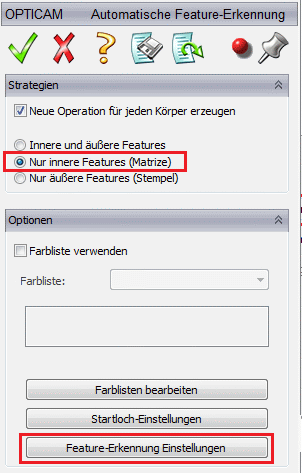 OPTICAM Automatische Feature-Erkennung
Strategien
Neue Operation für jeden Körper erzeugen
Innere und äußere Features
Nur innere Features (Matrize)
Nur äußere Features (Stempel)
Optionen
Farbliste verwenden
Farbliste:
Farblisten bearbeiten
Startloch-Einstellungen
Feature-Erkennung Einstellungen